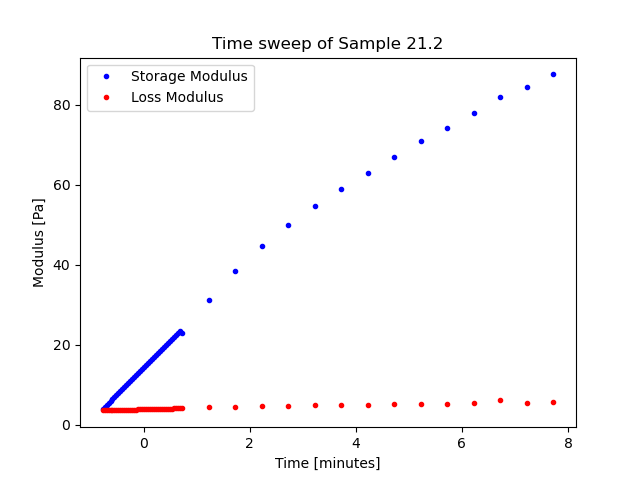 Time sweep of Sample 21.2
Storage Modulus
Loss Modulus
Modulus [Pa]
80
60
40
20
0
0 2 4 6 8
Time [minutes]